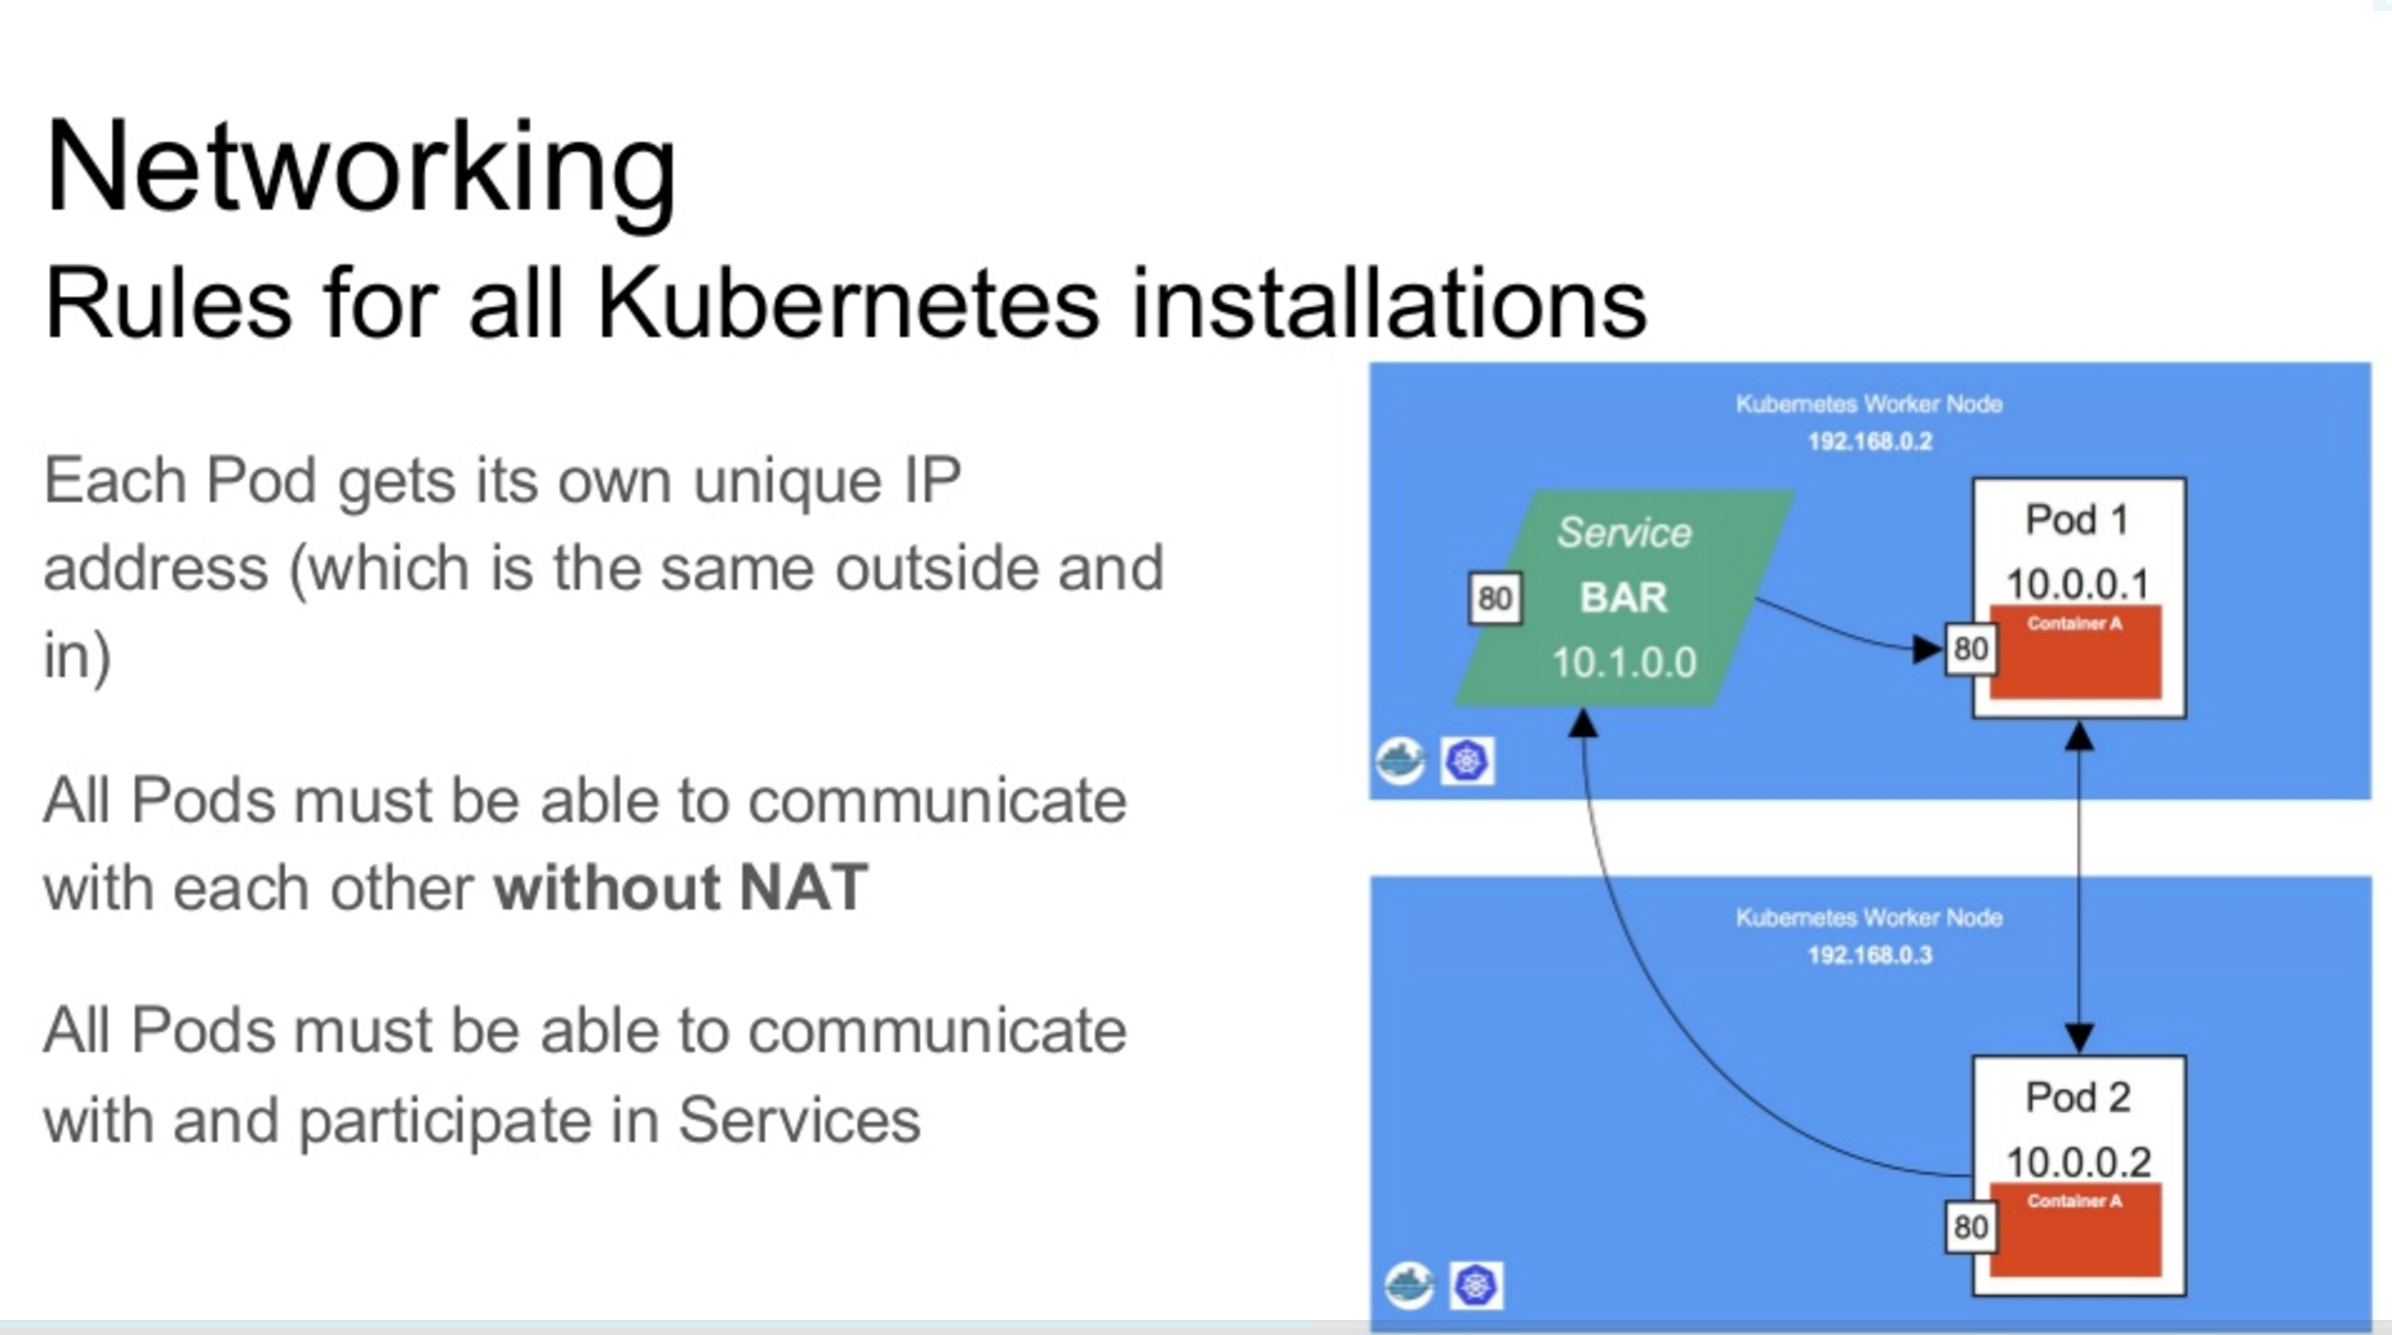 Networking
Rules for all Kubernetes installations
Each Pod gets its own unique IP
address (which is the same outside and
in)
All Pods must be able to communicate
with each other without NAT
All Pods must be able to communicate
with and participate in Services
Kubernetes Worker Node
192.168.0.2
Service
BAR
10.1.0.0
80
Pod 1
10.0.0.1
Container A
80
Kubernetes Worker Node
192.168.0.3
Pod 2
10.0.0.2
Container A
80